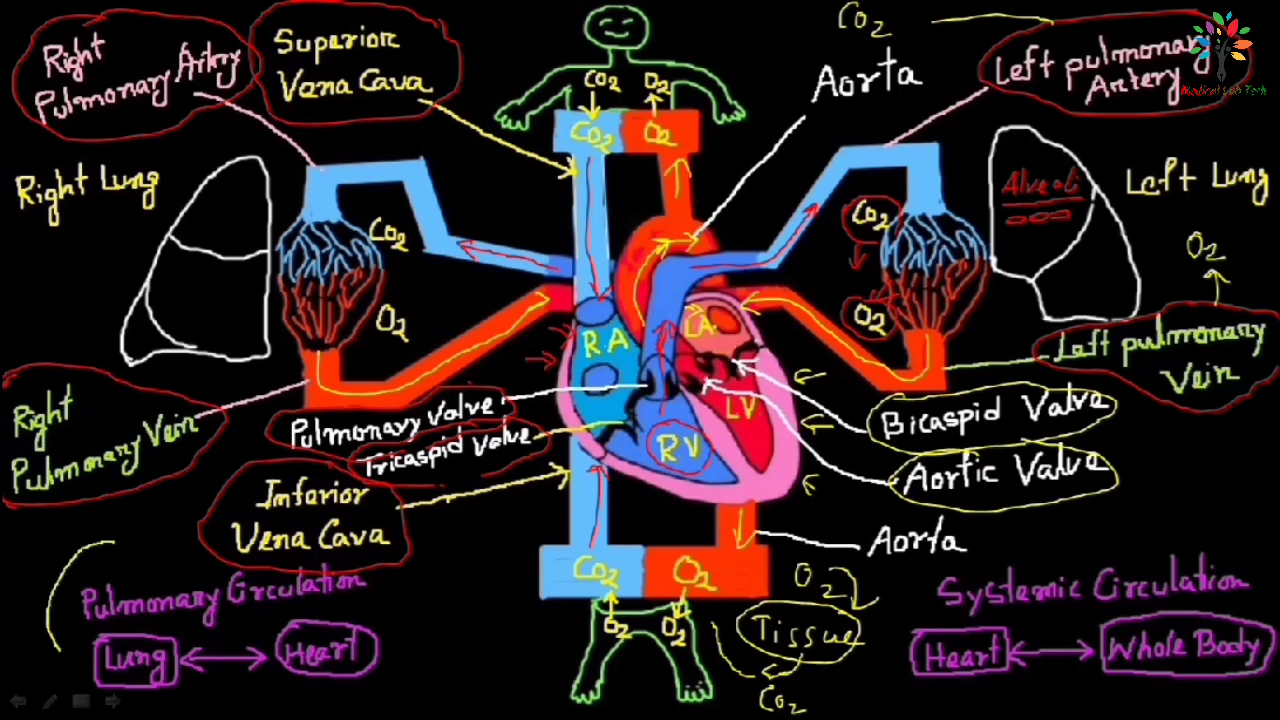 Right
Pulmonary Artery
Superior
Vena Cava
CO2 O2
CO2 O2
Aorta
CO2
Left pulmonary
Artery
Medical Lab Tech
Right Lung
CO2
O2
Alveoli
Left Lung
CO2
O2
O2
RA
LA
LV
RV
Left pulmonary
Vein
Right
Pulmonary Vein
Pulmonary Valve
Tricaspid Valve
Bicaspid Valve
Aortic Valve
Inferior
Vena Cava
Aorta
CO2 O2
O2 O2
O2
Tissue
CO2
Pulmonary Circulation
Lung Heart
Systemic Circulation
Heart Whole Body